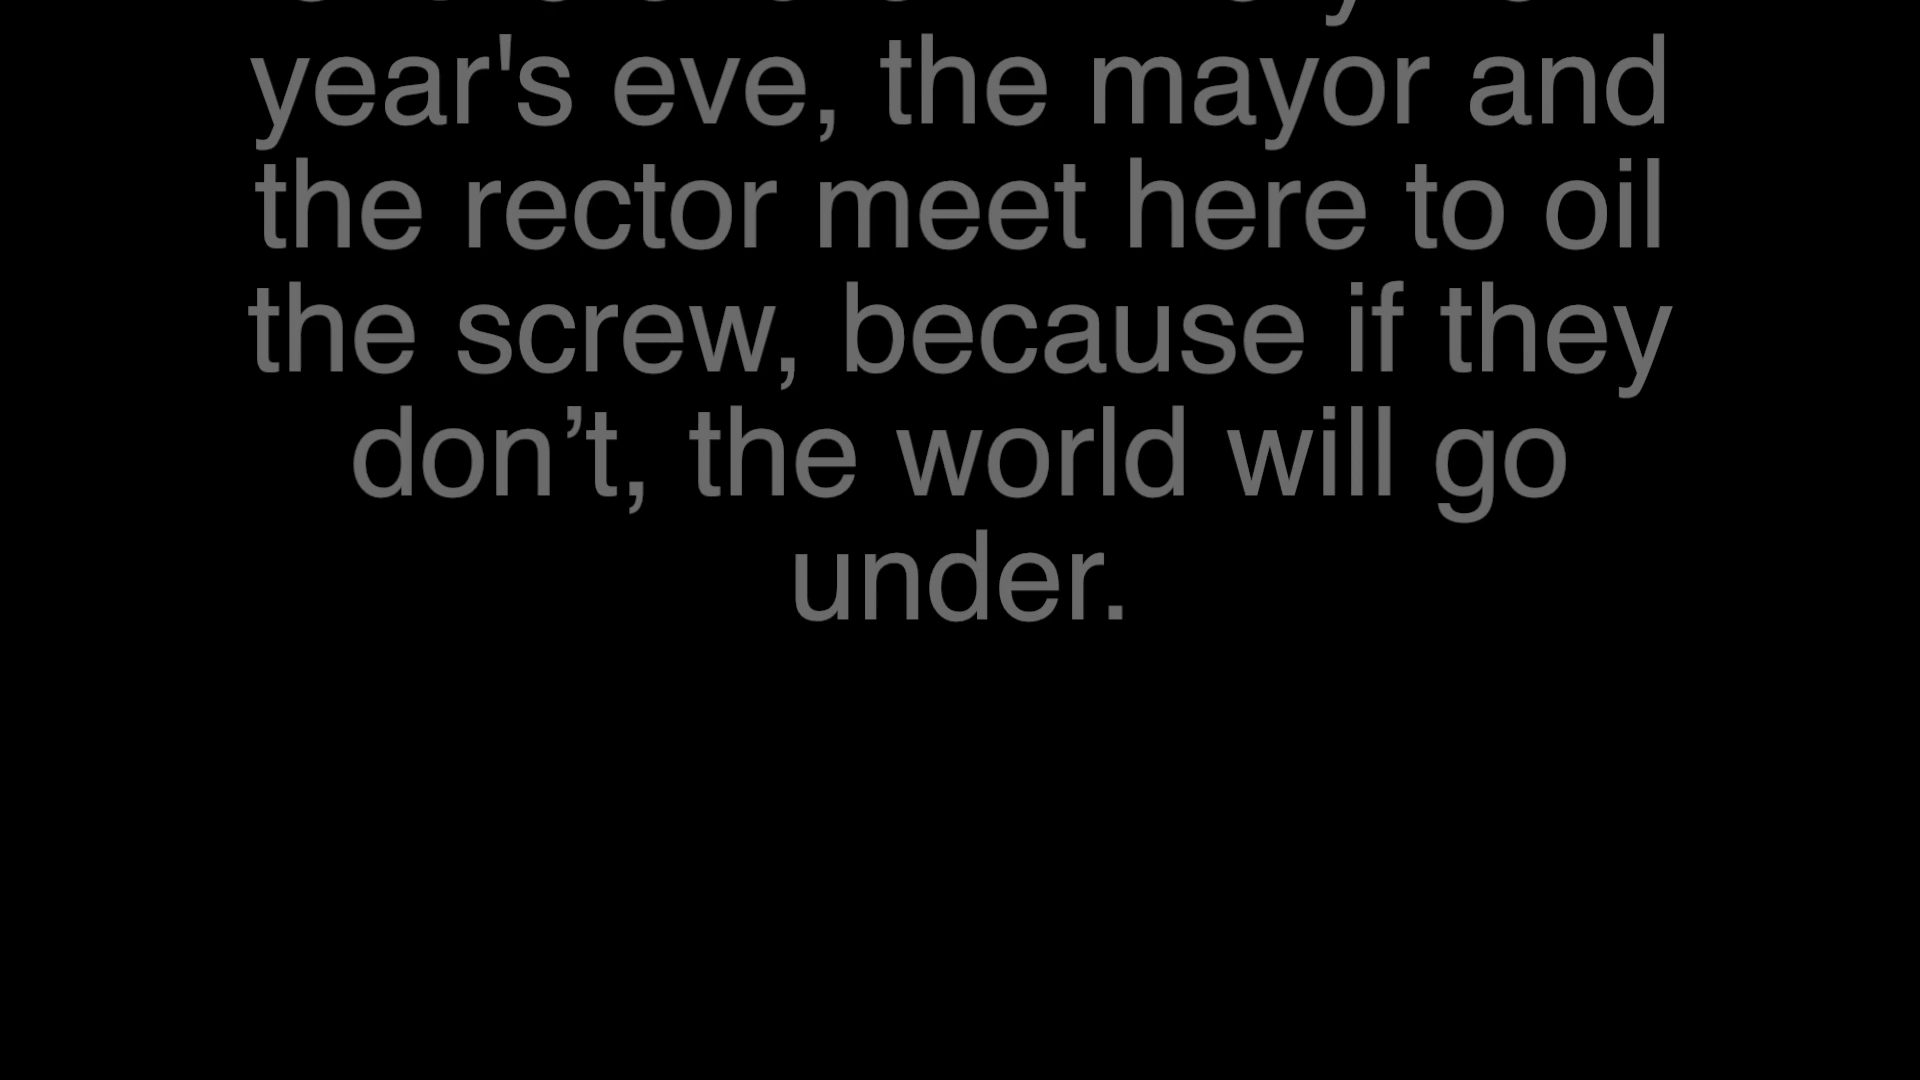 year's eve, the mayor and
the rector meet here to oil
the screw, because if they
don’t, the world will go
under.